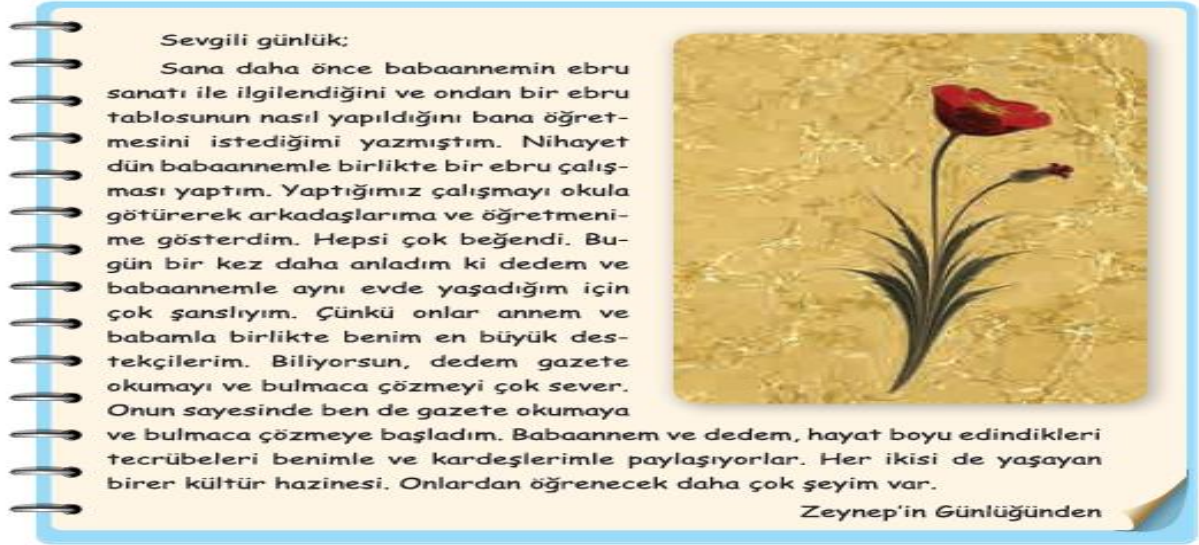 Sevgili günlük;
Sana daha önce babaannemin ebru
sanatı ile ilgilendiğini ve ondan bir ebru
tablosunun nasıl yapıldığını bana öğret-
mesini istediğimi yazmıştım. Nihayet
dün babaannemle birlikte bir ebru çalış-
ması yaptım. Yaptığımız çalışmayı okula
götürerek arkadaşlarıma ve öğretmeni-
me gösterdim. Hepsi çok beğendi. Bu-
gün bir kez daha anladım ki dedem ve
babaannemle aynı evde yaşadığım için
çok şanslıyım. Çünkü onlar annem ve
babamla birlikte benim en büyük des-
tekçilerim. Biliyorsun, dedem gazete
okumayı ve bulmaca çözmeyi çok sever.
Onun sayesinde ben de gazete okumaya
ve bulmaca çözmeye başladım. Babaannem ve dedem, hayat boyu edindikleri
tecrübeleri benimle ve kardeşlerimle paylaşıyorlar. Her ikisi de yaşayan
birer kültür hazinesi. Onlardan öğrenecek daha çok şeyim var.
Zeynep'in Günlüğünden